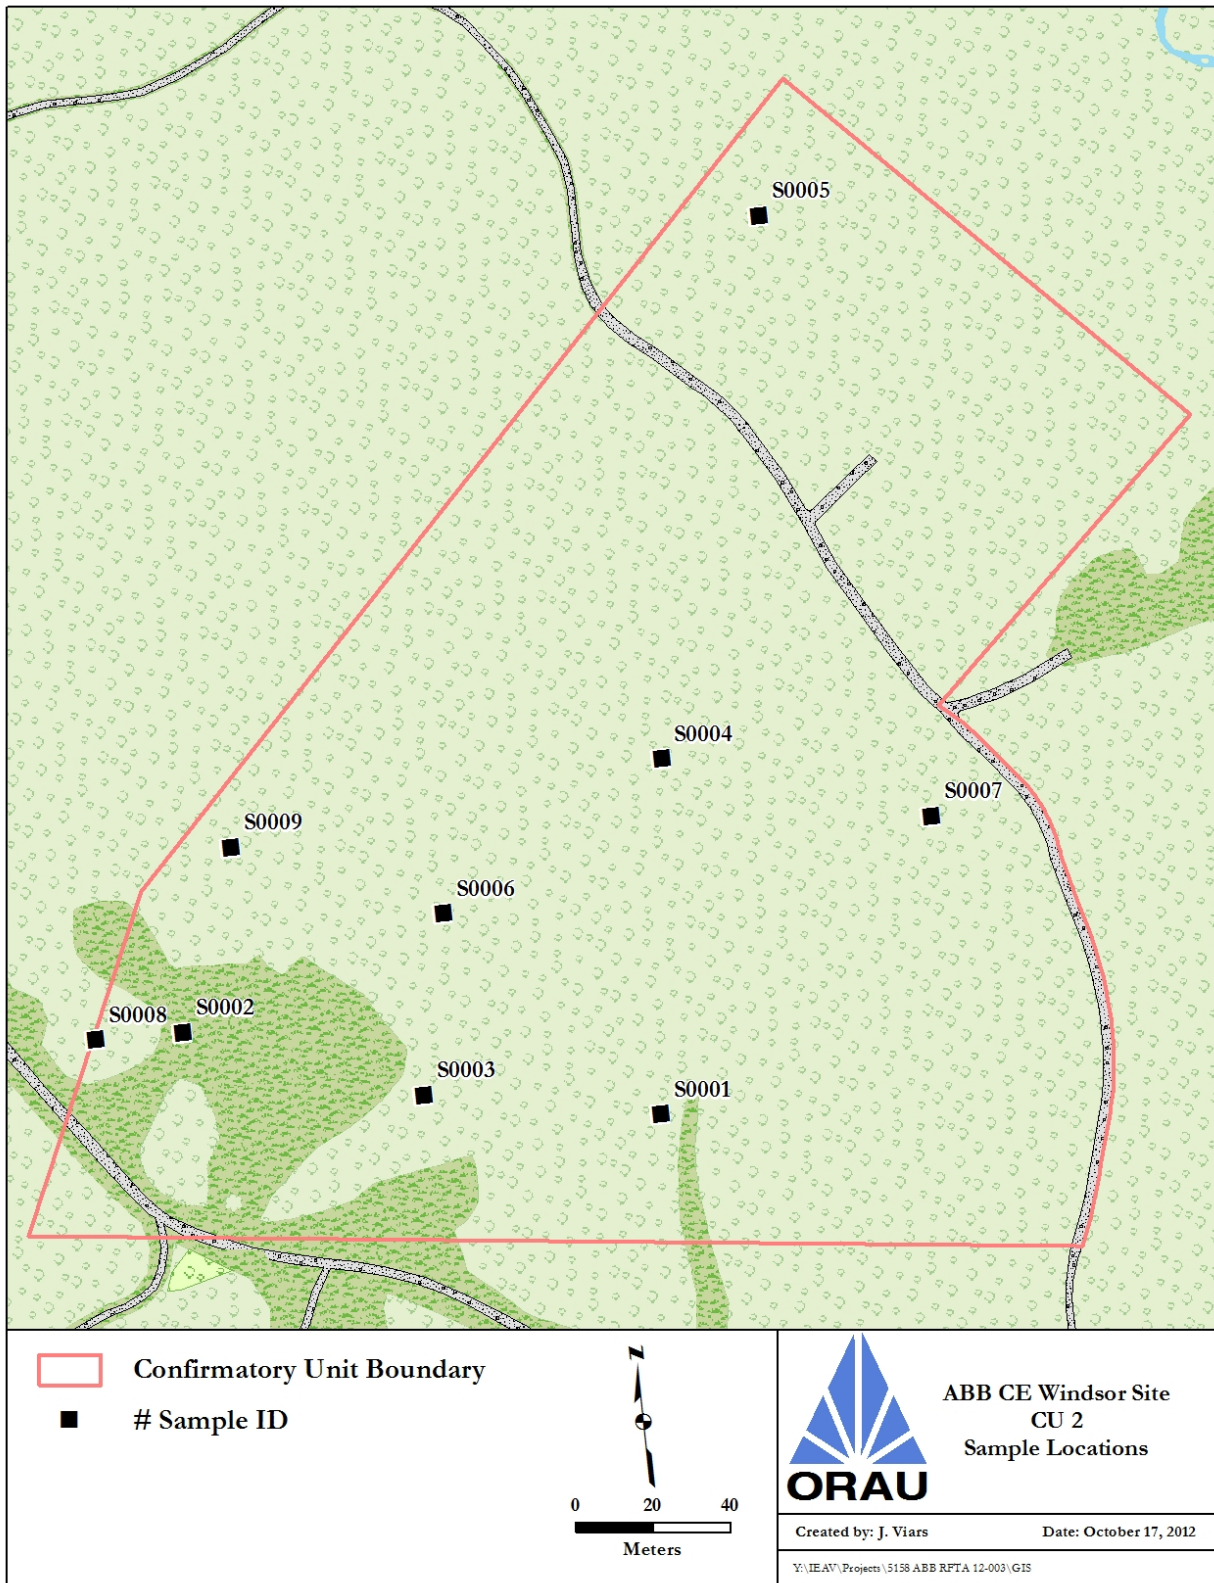 S0005
S0004
S0007
S0009
S0006
S0008
S0002
S0003
S0001
Confirmatory Unit Boundary
# Sample ID
N
0 20 40
Meters
ORAU
ABB CE Windsor Site
CU 2
Sample Locations
Created by: J. Viars
Date: October 17, 2012
Y:\IEAV\Projects\5158 ABB RFTA 12-003\GIS